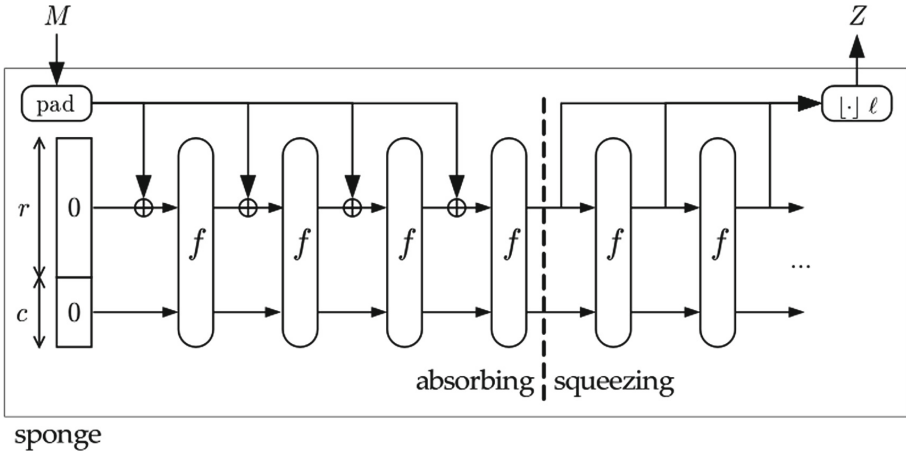 M Z
pad ⌊·⌋ ℓ
r 0 ⊕ ⊕ ⊕ ⊕
f f f f f f
...
c 0
absorbing squeezing
sponge